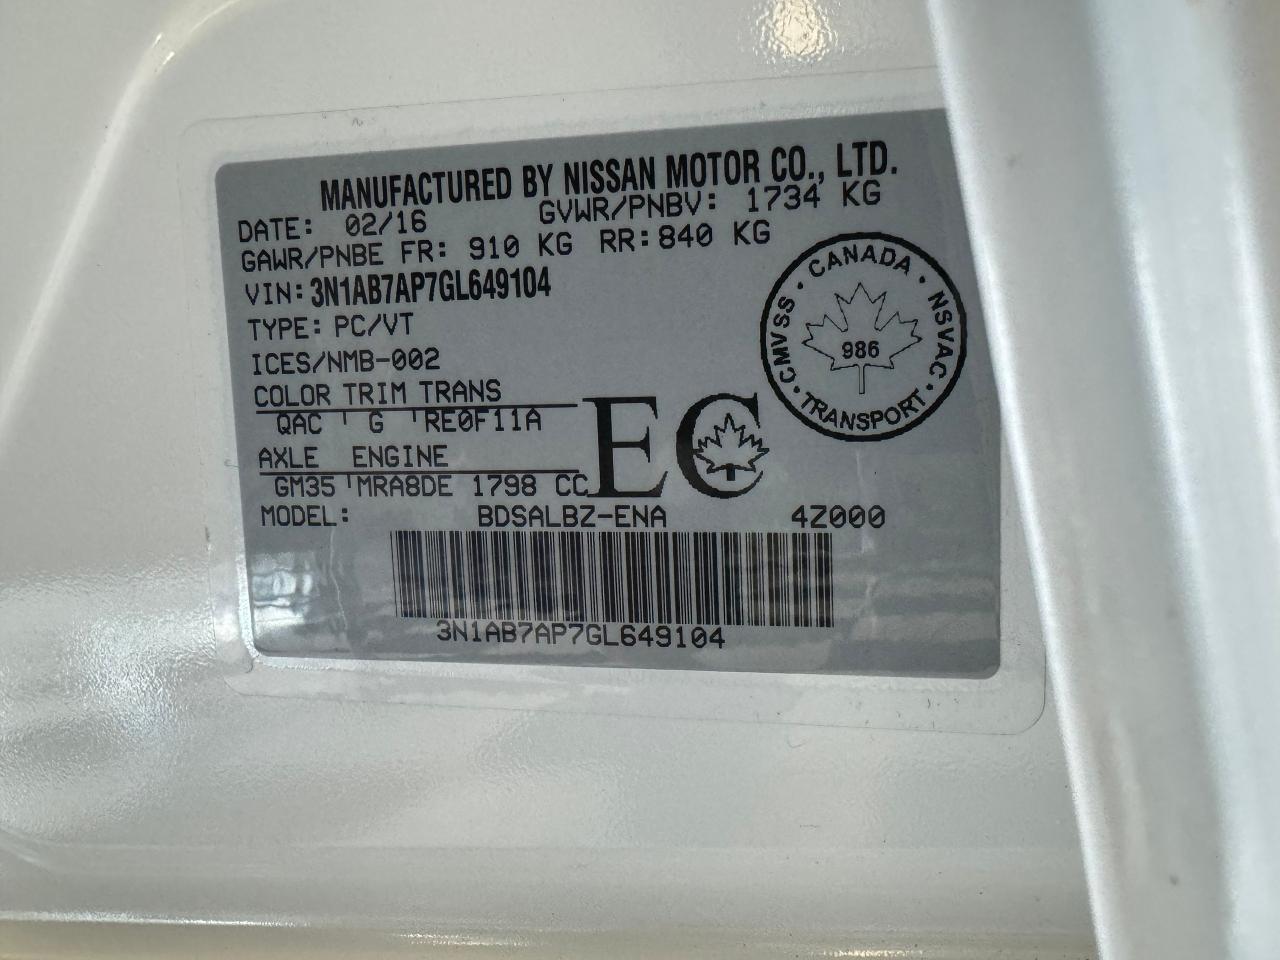 MANUFACTURED BY NISSAN MOTOR CO., LTD.
DATE: 02/16 GVWR/PNBV: 1734 KG
GAWR/PNBE FR: 910 KG RR: 840 KG
VIN: 3N1AB7AP7GL649104
TYPE: PC/VT
ICES/NMB-002
COLOR TRIM TRANS
QAC G RE0F11A
AXLE ENGINE
GM35 MRA8DE 1798 CC
EC
CANADA · NSVAC · TRANSPORT · CMVSS ·
986
MODEL: BDSALBZ-ENA 4Z000
3N1AB7AP7GL649104